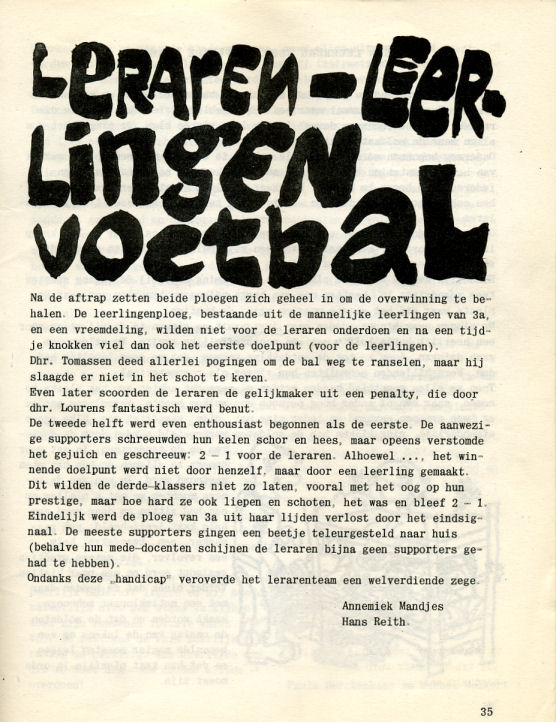 LERAREN-LEER-
LINGEN
VOETBAL
Na de aftrap zetten beide ploegen zich geheel in om de overwinning te be-
halen. De leerlingenploeg, bestaande uit de mannelijke leerlingen van 3a,
en een vreemdeling, wilden niet voor de leraren onderdoen en na een tijd-
je knokken viel dan ook het eerste doelpunt (voor de leerlingen).
Dhr. Tomassen deed allerlei pogingen om de bal weg te ranselen, maar hij
slaagde er niet in het schot te keren.
Even later scoorden de leraren de gelijkmaker uit een penalty, die door
dhr. Lourens fantastisch werd benut.
De tweede helft werd even enthousiast begonnen als de eerste. De aanwezi-
ge supporters schreeuwden hun kelen schor en hees, maar opeens verstomde
het gejuich en geschreeuw: 2 – 1 voor de leraren. Alhoewel ..., het win-
nende doelpunt werd niet door henzelf, maar door een leerling gemaakt.
Dit wilden de derde-klassers niet zo laten, vooral met het oog op hun
prestige, maar hoe hard ze ook liepen en schoten, het was en bleef 2 – 1.
Eindelijk werd de ploeg van 3a uit haar lijden verlost door het eindsig-
naal. De meeste supporters gingen een beetje teleurgesteld naar huis
(behalve hun mede-docenten schijnen de leraren bijna geen supporters ge-
had te hebben).
Ondanks deze „handicap" veroverde het lerarenteam een welverdiende zege.
Annemiek Mandjes
Hans Reith.
35